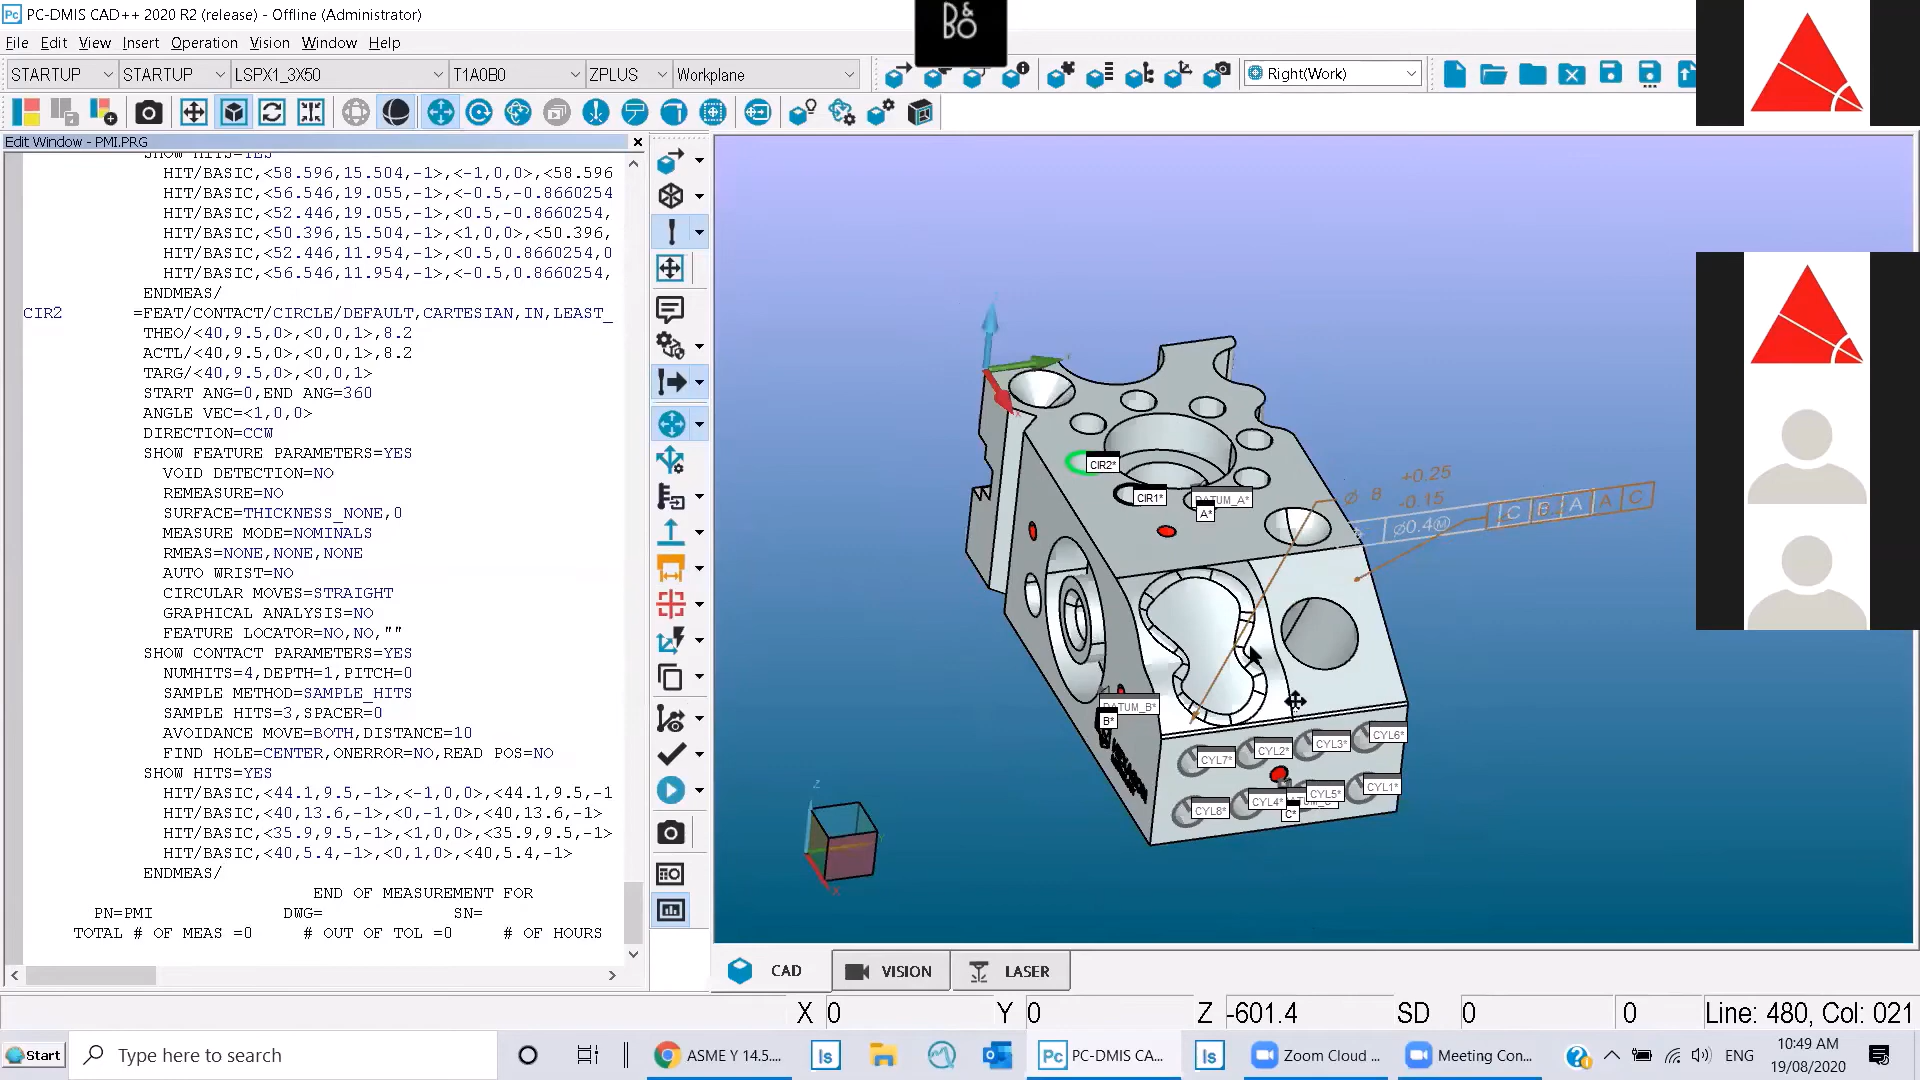 PC-DMIS CAD++ 2020 R2 (release) - Offline (Administrator)
B&O
File Edit View Insert Operation Vision Window Help
STARTUP STARTUP LSPX1_3X50 T1A0B0 ZPLUS Workplane Right(Work)
Edit Window - PMI.PRG
SHOW HITS=YES
HIT/BASIC,<58.596,15.504,-1>,<-1,0,0>,<58.596
HIT/BASIC,<56.546,19.055,-1>,<-0.5,-0.8660254
HIT/BASIC,<52.446,19.055,-1>,<0.5,-0.8660254,
HIT/BASIC,<50.396,15.504,-1>,<1,0,0>,<50.396,
HIT/BASIC,<52.446,11.954,-1>,<0.5,0.8660254,0
HIT/BASIC,<56.546,11.954,-1>,<-0.5,0.8660254,
ENDMEAS/
CIR2 =FEAT/CONTACT/CIRCLE/DEFAULT,CARTESIAN,IN,LEAST_
THEO/<40,9.5,0>,<0,0,1>,8.2
ACTL/<40,9.5,0>,<0,0,1>,8.2
TARG/<40,9.5,0>,<0,0,1>
START ANG=0,END ANG=360
ANGLE VEC=<1,0,0>
DIRECTION=CCW
SHOW FEATURE PARAMETERS=YES
VOID DETECTION=NO
REMEASURE=NO
SURFACE=THICKNESS_NONE,0
MEASURE MODE=NOMINALS
RMEAS=NONE,NONE,NONE
AUTO WRIST=NO
CIRCULAR MOVES=STRAIGHT
GRAPHICAL ANALYSIS=NO
FEATURE LOCATOR=NO,NO,""
SHOW CONTACT PARAMETERS=YES
NUMHITS=4,DEPTH=1,PITCH=0
SAMPLE METHOD=SAMPLE_HITS
SAMPLE HITS=3,SPACER=0
AVOIDANCE MOVE=BOTH,DISTANCE=10
FIND HOLE=CENTER,ONERROR=NO,READ POS=NO
SHOW HITS=YES
HIT/BASIC,<44.1,9.5,-1>,<-1,0,0>,<44.1,9.5,-1
HIT/BASIC,<40,13.6,-1>,<0,-1,0>,<40,13.6,-1>
HIT/BASIC,<35.9,9.5,-1>,<1,0,0>,<35.9,9.5,-1>
HIT/BASIC,<40,5.4,-1>,<0,1,0>,<40,5.4,-1>
ENDMEAS/
END OF MEASUREMENT FOR
PN=PMI DWG= SN=
TOTAL # OF MEAS =0 # OUT OF TOL =0 # OF HOURS
CIR2*
CIR1*
DATUM_A*
A*
+0.25
Ø 8 -0.15
Ø0.4Ⓜ C B A A C
DATUM_B*
B*
CYL7* CYL2* CYL3* CYL6*
CYL8* CYL4* CYL5* CYL1*
C*
Z
X
CAD VISION LASER
X 0 Y 0 Z -601.4 SD 0 0 Line: 480, Col: 021
Start Type here to search ASME Y 14.5.... Is Pc PC-DMIS CA... Is Zoom Cloud ... Meeting Con... ENG 10:49 AM
19/08/2020